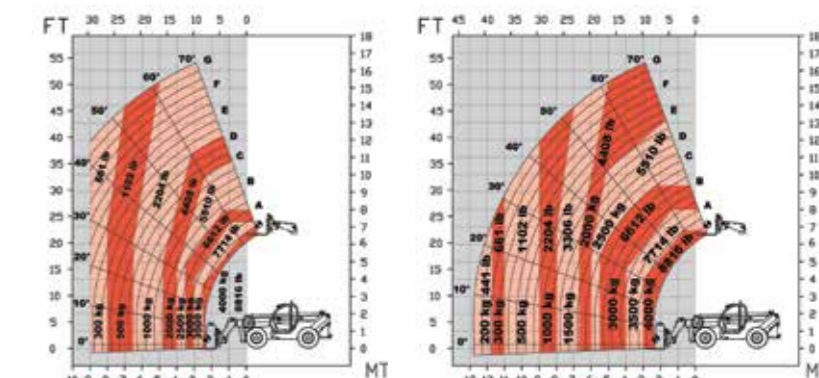 FT 30 25 20 15 10 5 0
18
17
55 16
50 15
45 14
13
40 12
35 11
10
30 9
25 8
7
20 6
15 5
4
10 3
5 2
1
0 0
MT
70° G
60° F
50° E
D
40° C
B
30° A
20°
10°
0°
661 lb
1102 lb
2204 lb
4408 lb
5510 lb
6612 lb
7714 lb
8816 lb
300 kg
500 kg
1000 kg
2000 kg
2500 kg
3000 kg
4000 kg
FT 45 40 35 30 25 20 15 10 5 0
18
17
55 16
50 15
45 14
13
40 12
35 11
10
30 9
25 8
7
20 6
15 5
4
10 3
5 2
1
0 0
MT
70° G
60° F
50° E
D
40° C
B
30° A
20°
10°
0°
441 lb
661 lb
1102 lb
2204 lb
3306 lb
4408 lb
5510 lb
6612 lb
7714 lb
8816 lb
200 kg
300 kg
500 kg
1000 kg
1500 kg
2000 kg
2500 kg
3000 kg
3500 kg
4000 kg